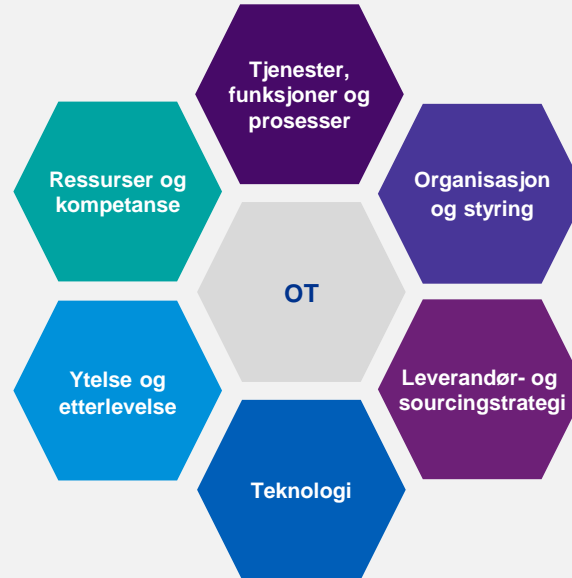 Tjenester,
funksjoner og
prosesser
Ressurser og
kompetanse
Organisasjon
og styring
OT
Ytelse og
etterlevelse
Leverandør- og
sourcingstrategi
Teknologi